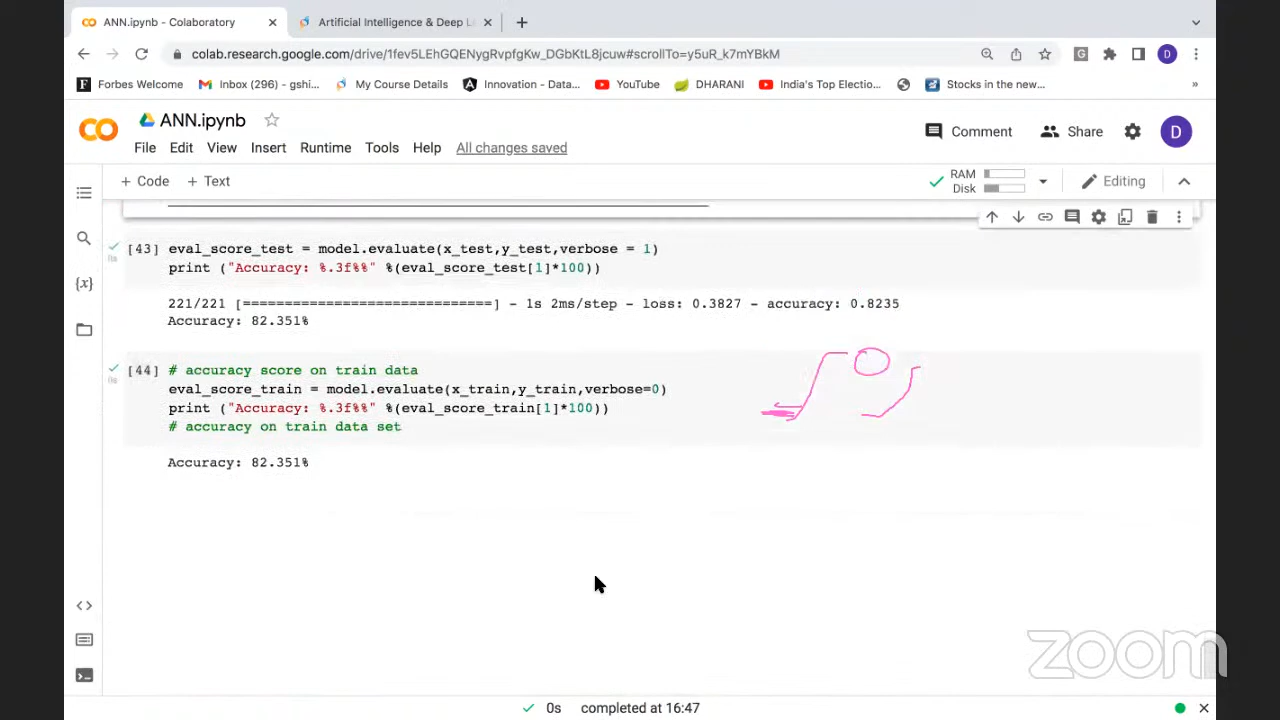 ANN.ipynb - Colaboratory
Artificial Intelligence & Deep L
colab.research.google.com/drive/1fev5LEhGQENygRvpfgKw_DGbKtL8jcuw#scrollTo=y5uR_k7mYBkM
D
Forbes Welcome
Inbox (296) - gshi...
My Course Details
Innovation - Data...
YouTube
DHARANI
India's Top Electio...
Stocks in the new...
»
ANN.ipynb
Comment
Share
D
File Edit View Insert Runtime Tools Help All changes saved
+ Code + Text
RAM
Disk
Editing
[43] eval_score_test = model.evaluate(x_test,y_test,verbose = 1)
0s
print ("Accuracy: %.3f%%" %(eval_score_test[1]*100))
221/221 [==============================] - 1s 2ms/step - loss: 0.3827 - accuracy: 0.8235
Accuracy: 82.351%
[44] # accuracy score on train data
0s
eval_score_train = model.evaluate(x_train,y_train,verbose=0)
print ("Accuracy: %.3f%%" %(eval_score_train[1]*100))
# accuracy on train data set
Accuracy: 82.351%
zoom
0s completed at 16:47